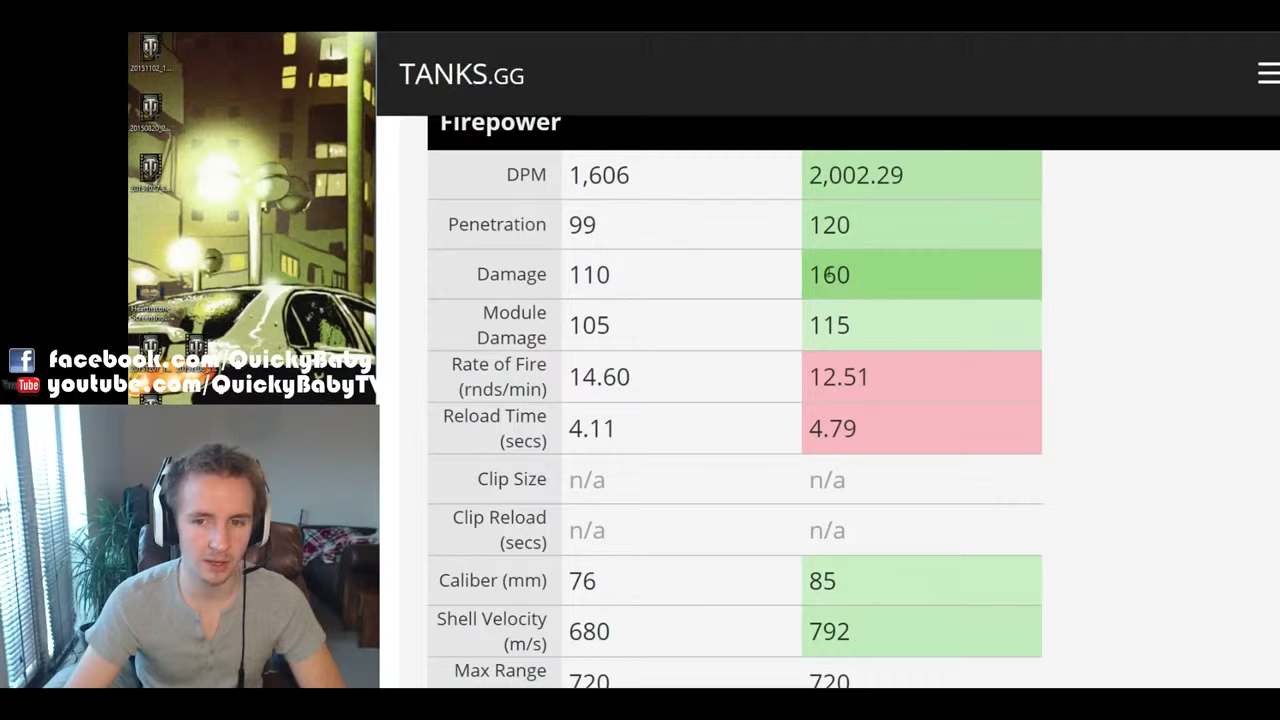 TANKS.GG
Firepower
DPM 1,606 2,002.29
Penetration 99 120
Damage 110 160
Module
Damage 105 115
Rate of Fire
(rnds/min) 14.60 12.51
Reload Time
(secs) 4.11 4.79
Clip Size n/a n/a
Clip Reload
(secs) n/a n/a
Caliber (mm) 76 85
Shell Velocity
(m/s) 680 792
Max Range 720 720
facebook.com/QuickyBaby
youtube.com/QuickyBabyTV